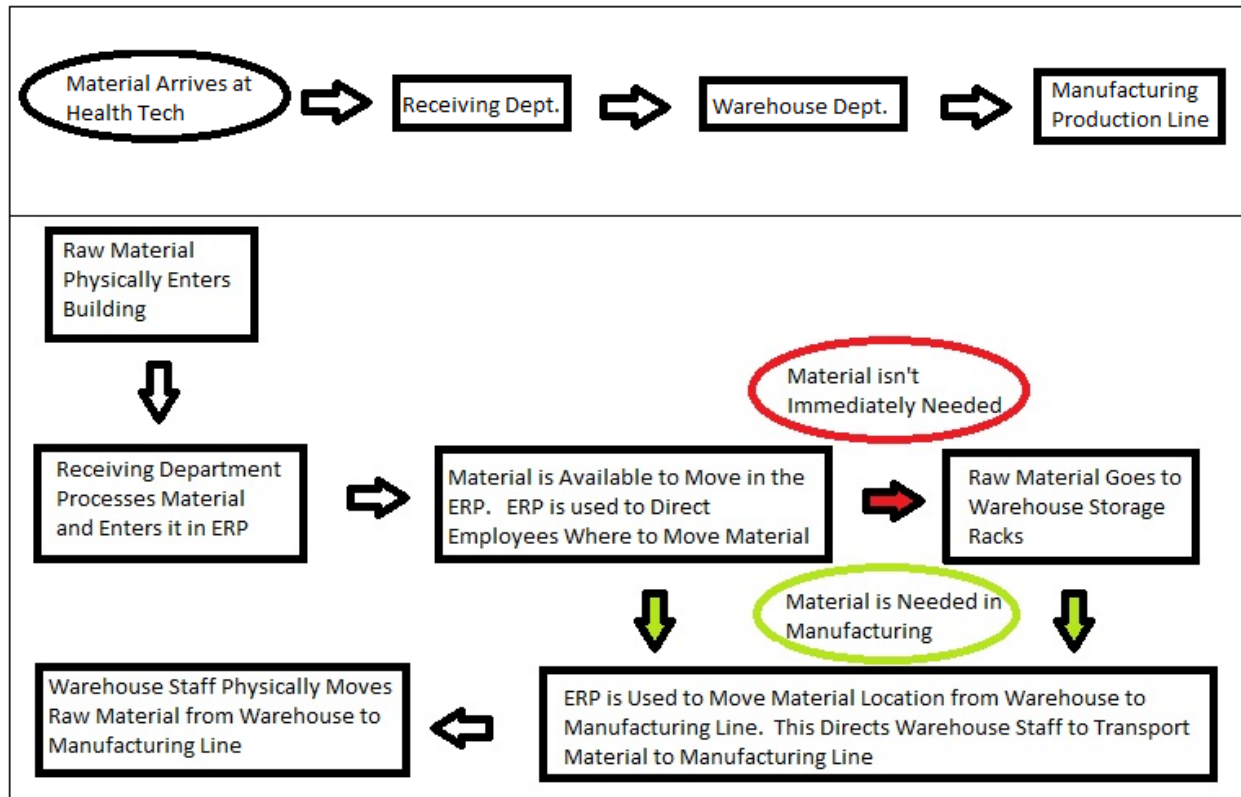 Material Arrives at
Health Tech
Receiving Dept.
Warehouse Dept.
Manufacturing
Production Line
Raw Material
Physically Enters
Building
Material isn't
Immediately Needed
Receiving Department
Processes Material
and Enters it in ERP
Material is Available to Move in the
ERP.   ERP is used to Direct
Employees Where to Move Material
Raw Material Goes to
Warehouse Storage
Racks
Material is Needed in
Manufacturing
ERP is Used to Move Material Location from Warehouse to
Manufacturing Line.  This Directs Warehouse Staff to Transport
Material to Manufacturing Line
Warehouse Staff Physically Moves
Raw Material from Warehouse to
Manufacturing Line